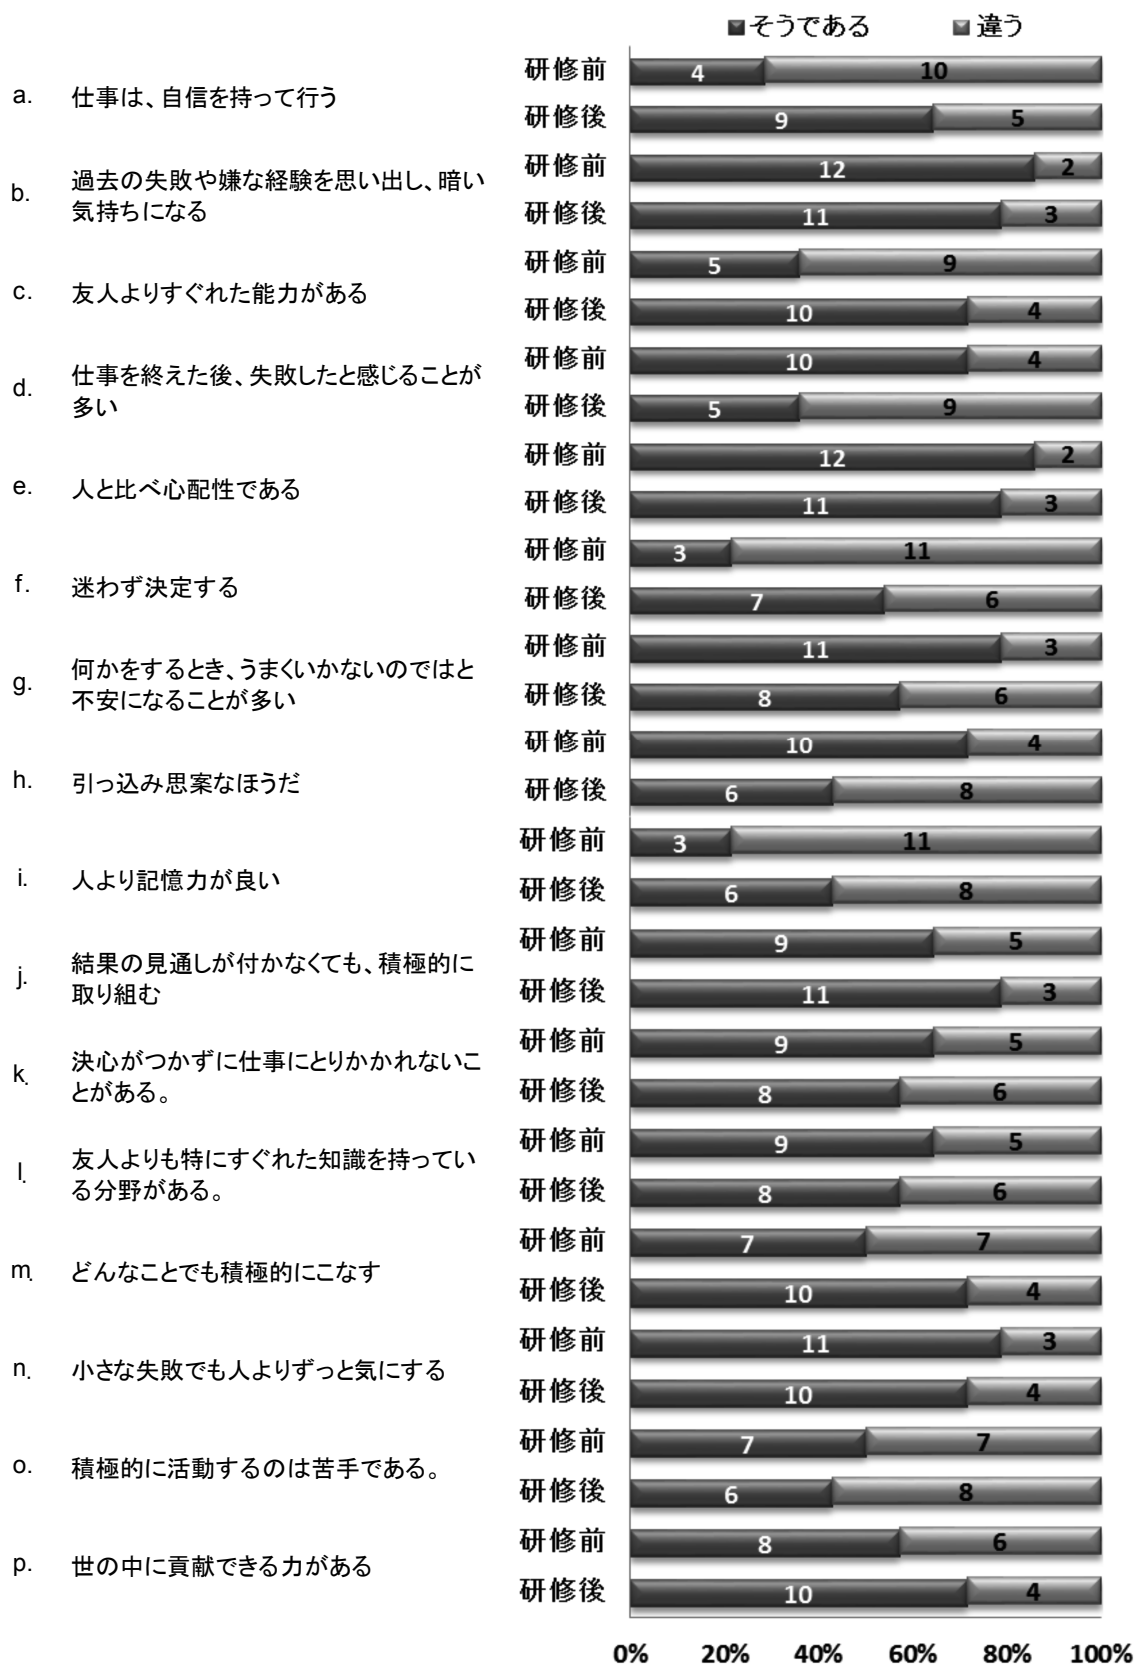 ■そうである ■違う
a. 仕事は、自信を持って行う
研修前 4 10
研修後 9 5
b. 過去の失敗や嫌な経験を思い出し、暗い
気持ちになる
研修前 12 2
研修後 11 3
c. 友人よりすぐれた能力がある
研修前 5 9
研修後 10 4
d. 仕事を終えた後、失敗したと感じることが
多い
研修前 10 4
研修後 5 9
e. 人と比べ心配性である
研修前 12 2
研修後 11 3
f. 迷わず決定する
研修前 3 11
研修後 7 6
g. 何かをするとき、うまくいかないのではと
不安になることが多い
研修前 11 3
研修後 8 6
h. 引っ込み思案なほうだ
研修前 10 4
研修後 6 8
i. 人より記憶力が良い
研修前 3 11
研修後 6 8
j. 結果の見通しが付かなくても、積極的に
取り組む
研修前 9 5
研修後 11 3
k. 決心がつかずに仕事にとりかかれないこ
とがある。
研修前 9 5
研修後 8 6
l. 友人よりも特にすぐれた知識を持ってい
る分野がある。
研修前 9 5
研修後 8 6
m. どんなことでも積極的にこなす
研修前 7 7
研修後 10 4
n. 小さな失敗でも人よりずっと気にする
研修前 11 3
研修後 10 4
o. 積極的に活動するのは苦手である。
研修前 7 7
研修後 6 8
p. 世の中に貢献できる力がある
研修前 8 6
研修後 10 4
0% 20% 40% 60% 80% 100%